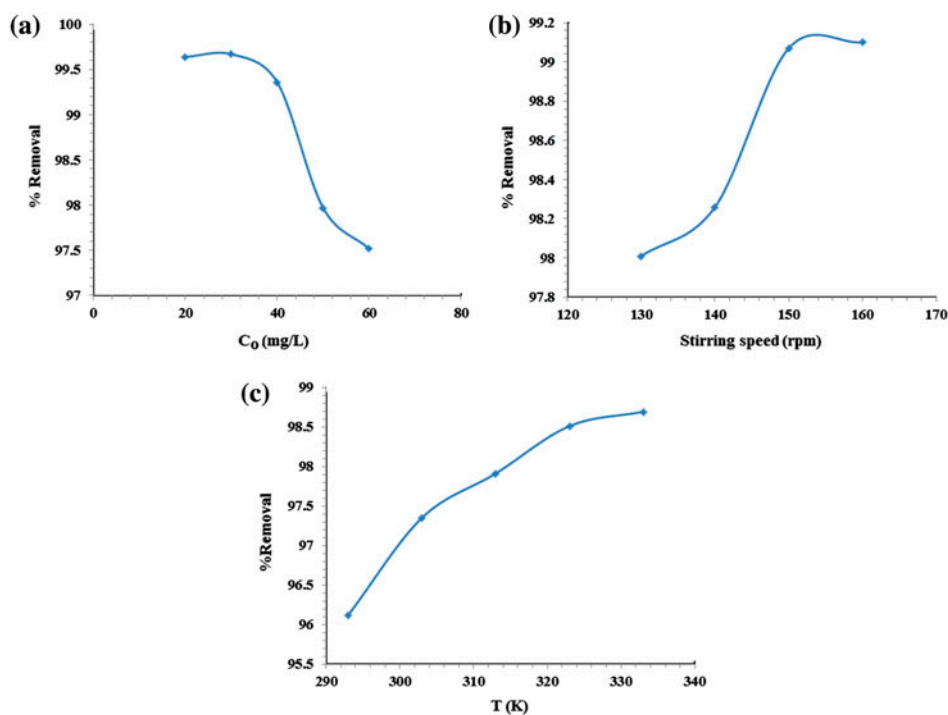 (a)
100
99.5
99
98.5
98
97.5
97
% Removal
0 20 40 60 80
C0 (mg/L)
(b)
99.2
99
98.8
98.6
98.4
98.2
98
97.8
% Removal
120 130 140 150 160 170
Stirring speed (rpm)
(c)
99
98.5
98
97.5
97
96.5
96
95.5
%Removal
290 300 310 320 330 340
T (K)